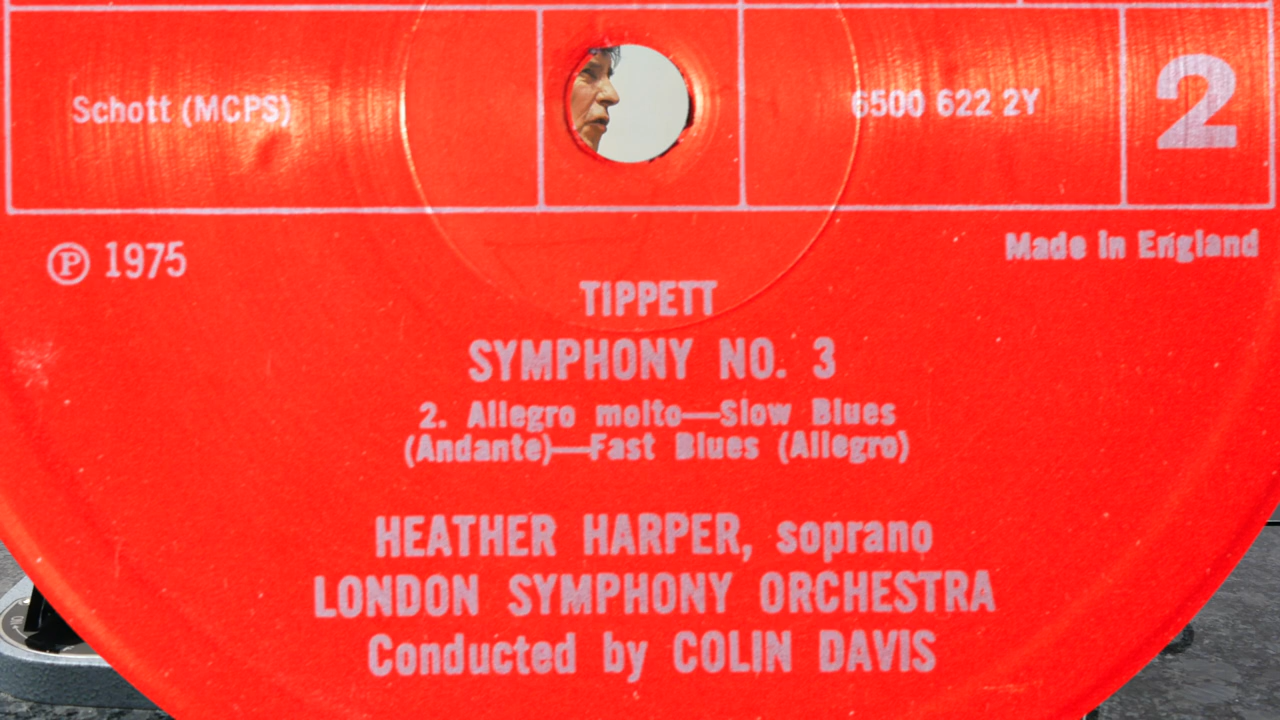 Schott (MCPS)
6500 622 2Y
2
℗ 1975
Made in England
TIPPETT
SYMPHONY NO. 3
2. Allegro molto—Slow Blues
(Andante)—Fast Blues (Allegro)
HEATHER HARPER, soprano
LONDON SYMPHONY ORCHESTRA
Conducted by COLIN DAVIS